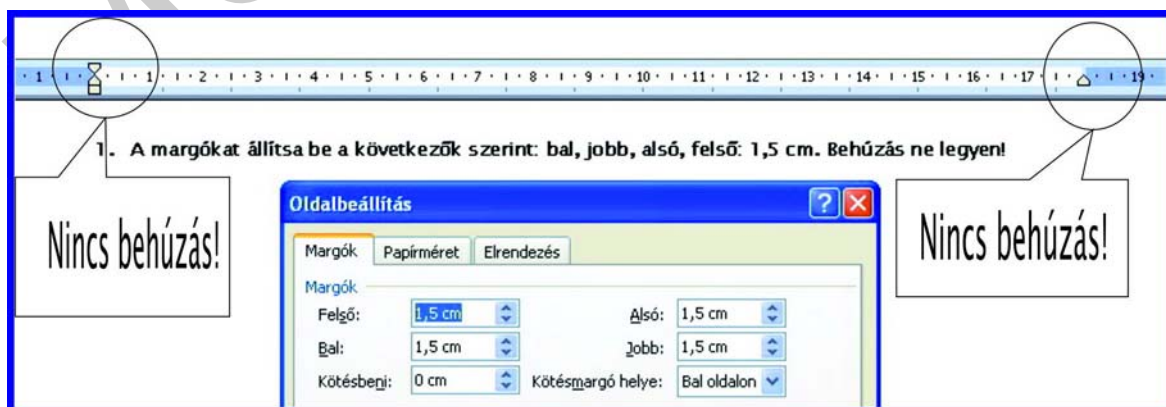 · 1 · ı · · ı · 1 · ı · 2 · ı · 3 · ı · 4 · ı · 5 · ı · 6 · ı · 7 · ı · 8 · ı · 9 · ı · 10 · ı · 11 · ı · 12 · ı · 13 · ı · 14 · ı · 15 · ı · 16 · ı · 17 · ı · · ı · 19 ·
1. A margókat állítsa be a következők szerint: bal, jobb, alsó, felső: 1,5 cm. Behúzás ne legyen!
Nincs behúzás!
Nincs behúzás!
Oldalbeállítás
Margók Papírméret Elrendezés
Margók
Felső: 1,5 cm Alsó: 1,5 cm
Bal: 1,5 cm Jobb: 1,5 cm
Kötésbeni: 0 cm Kötésmargó helye: Bal oldalon